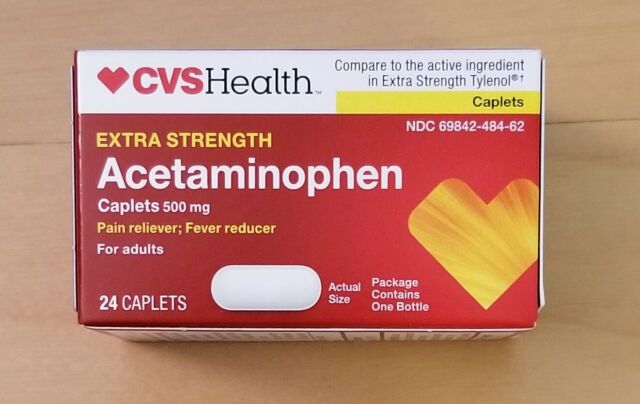 CVSHealth™
Compare to the active ingredient
in Extra Strength Tylenol®†
Caplets
NDC 69842-484-62
EXTRA STRENGTH
Acetaminophen
Caplets 500 mg
Pain reliever; Fever reducer
For adults
24 CAPLETS
Actual
Size
Package
Contains
One Bottle